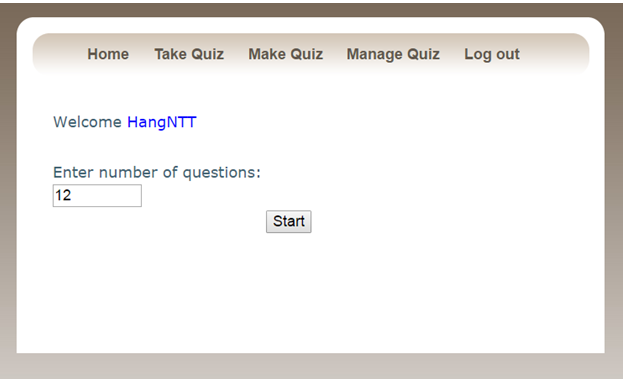 Home Take Quiz Make Quiz Manage Quiz Log out
Welcome HangNTT
Enter number of questions:
12
Start